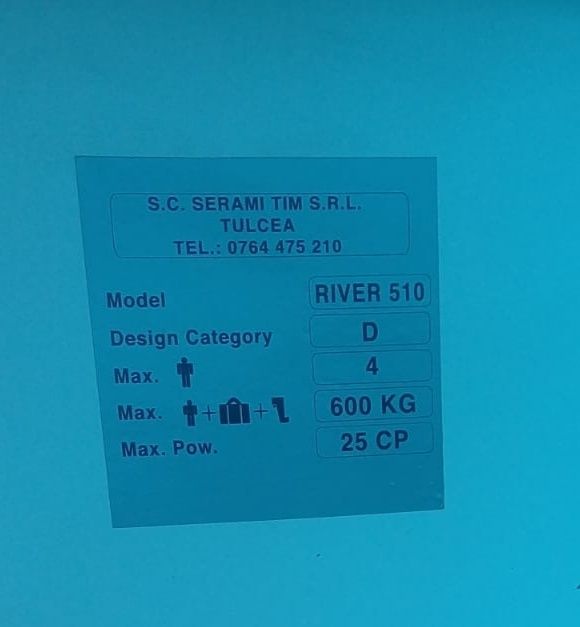 S.C. SERAMI TIM S.R.L.
TULCEA
TEL.: 0764 475 210
Model RIVER 510
Design Category D
Max. 4
Max. + + 600 KG
Max. Pow. 25 CP